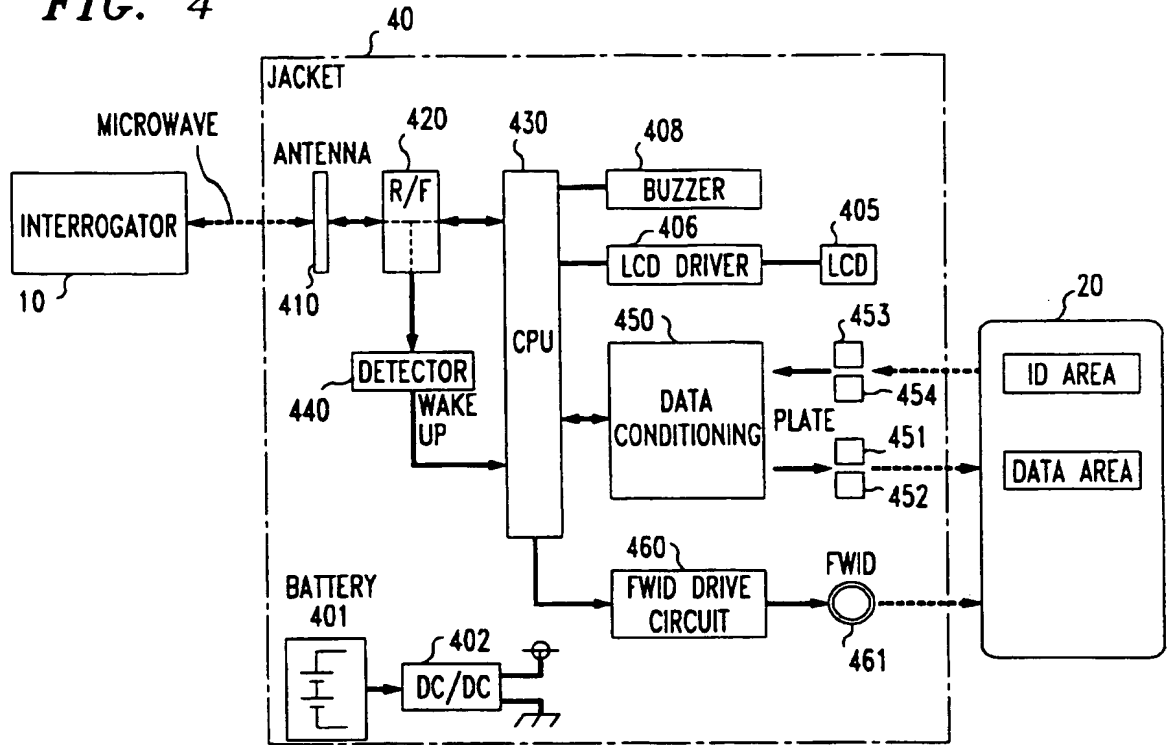 FIG. 4
40
JACKET
MICROWAVE
ANTENNA
420
430
408
R/F
BUZZER
INTERROGATOR
406
405
LCD DRIVER
LCD
10
410
20
CPU
450
453
DETECTOR
DATA
CONDITIONING
ID AREA
440
WAKE
UP
454
PLATE
451
DATA AREA
452
460
FWID
BATTERY
401
FWID DRIVE
CIRCUIT
402
461
DC/DC